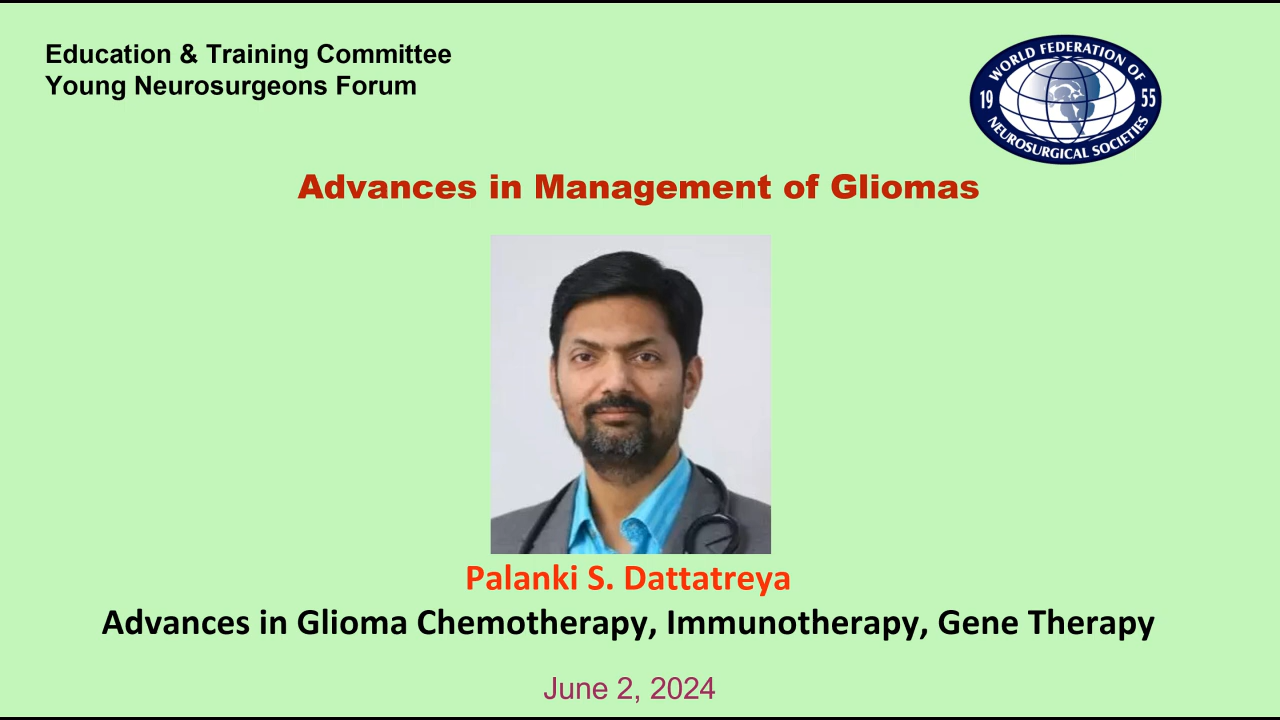 Education & Training Committee
Young Neurosurgeons Forum
WORLD FEDERATION OF
19 55
NEUROSURGICAL SOCIETIES
Advances in Management of Gliomas
Palanki S. Dattatreya
Advances in Glioma Chemotherapy, Immunotherapy, Gene Therapy
June 2, 2024